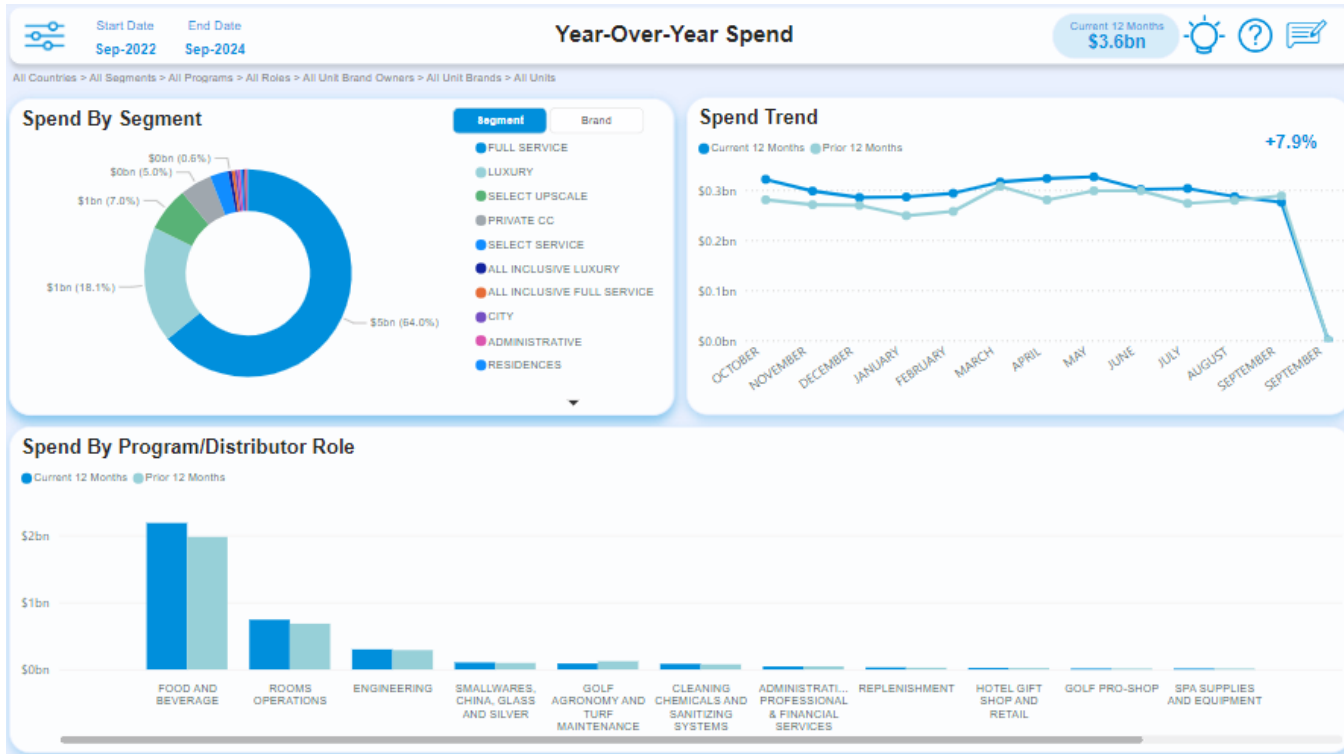 Start Date
End Date
Sep-2022
Sep-2024
Year-Over-Year Spend
Current 12 Months
$3.6bn
All Countries > All Segments > All Programs > All Roles > All Unit Brand Owners > All Unit Brands > All Units
Spend By Segment
Segment
Brand
$0bn (0.6%)
$0bn (5.0%)
$1bn (7.0%)
$1bn (18.1%)
$5bn (64.0%)
FULL SERVICE
LUXURY
SELECT UPSCALE
PRIVATE CC
SELECT SERVICE
ALL INCLUSIVE LUXURY
ALL INCLUSIVE FULL SERVICE
CITY
ADMINISTRATIVE
RESIDENCES
Spend Trend
Current 12 Months
Prior 12 Months
+7.9%
$0.3bn
$0.2bn
$0.1bn
$0.0bn
OCTOBER
NOVEMBER
DECEMBER
JANUARY
FEBRUARY
MARCH
APRIL
MAY
JUNE
JULY
AUGUST
SEPTEMBER
SEPTEMBER
Spend By Program/Distributor Role
Current 12 Months
Prior 12 Months
$2bn
$1bn
$0bn
FOOD AND
BEVERAGE
ROOMS
OPERATIONS
ENGINEERING
SMALLWARES,
CHINA, GLASS
AND SILVER
GOLF
AGRONOMY AND
TURF
MAINTENANCE
CLEANING
CHEMICALS AND
SANITIZING
SYSTEMS
ADMINISTRATI...
PROFESSIONAL
& FINANCIAL
SERVICES
REPLENISHMENT
HOTEL GIFT
SHOP AND
RETAIL
GOLF PRO-SHOP
SPA SUPPLIES
AND EQUIPMENT